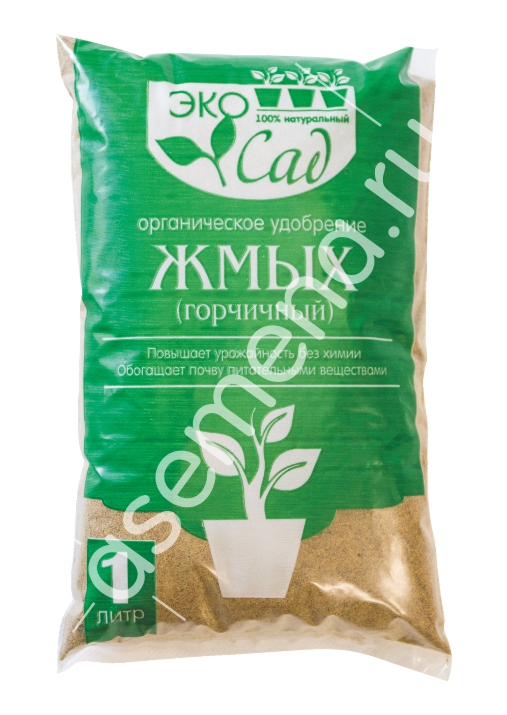 ЭКО
100% натуральный
Сад
органическое удобрение
ЖМЫХ
(горчичный)
Повышает урожайность без химии
Обогащает почву питательными веществами
1
литр
asemena.ru